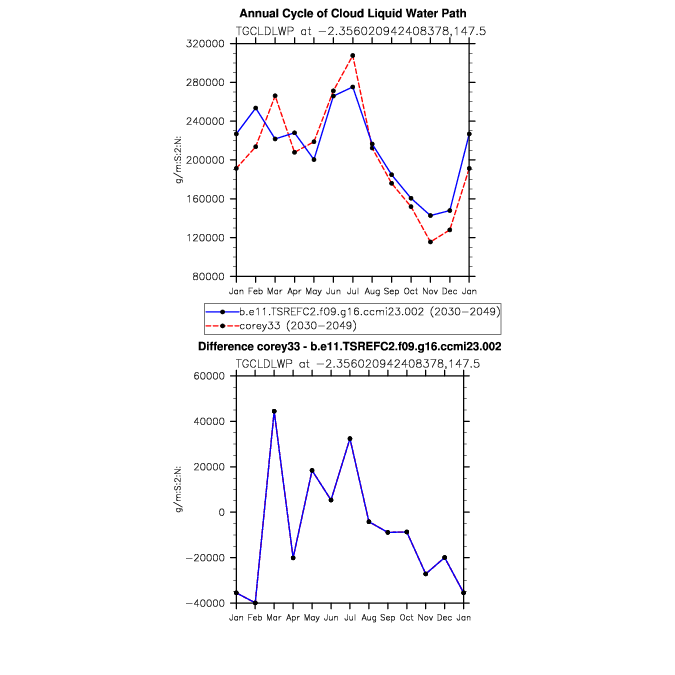 Annual Cycle of Cloud Liquid Water Path
TGCLDLWP at −2.356020942408378,147.5
320000
280000
240000
200000
160000
120000
80000
g/m:S:2:N:
Jan Feb Mar Apr May Jun Jul Aug Sep Oct Nov Dec Jan
b.e11.TSREFC2.f09.g16.ccmi23.002 (2030−2049)
corey33 (2030−2049)
Difference corey33 - b.e11.TSREFC2.f09.g16.ccmi23.002
TGCLDLWP at −2.356020942408378,147.5
60000
40000
20000
0
−20000
−40000
g/m:S:2:N:
Jan Feb Mar Apr May Jun Jul Aug Sep Oct Nov Dec Jan